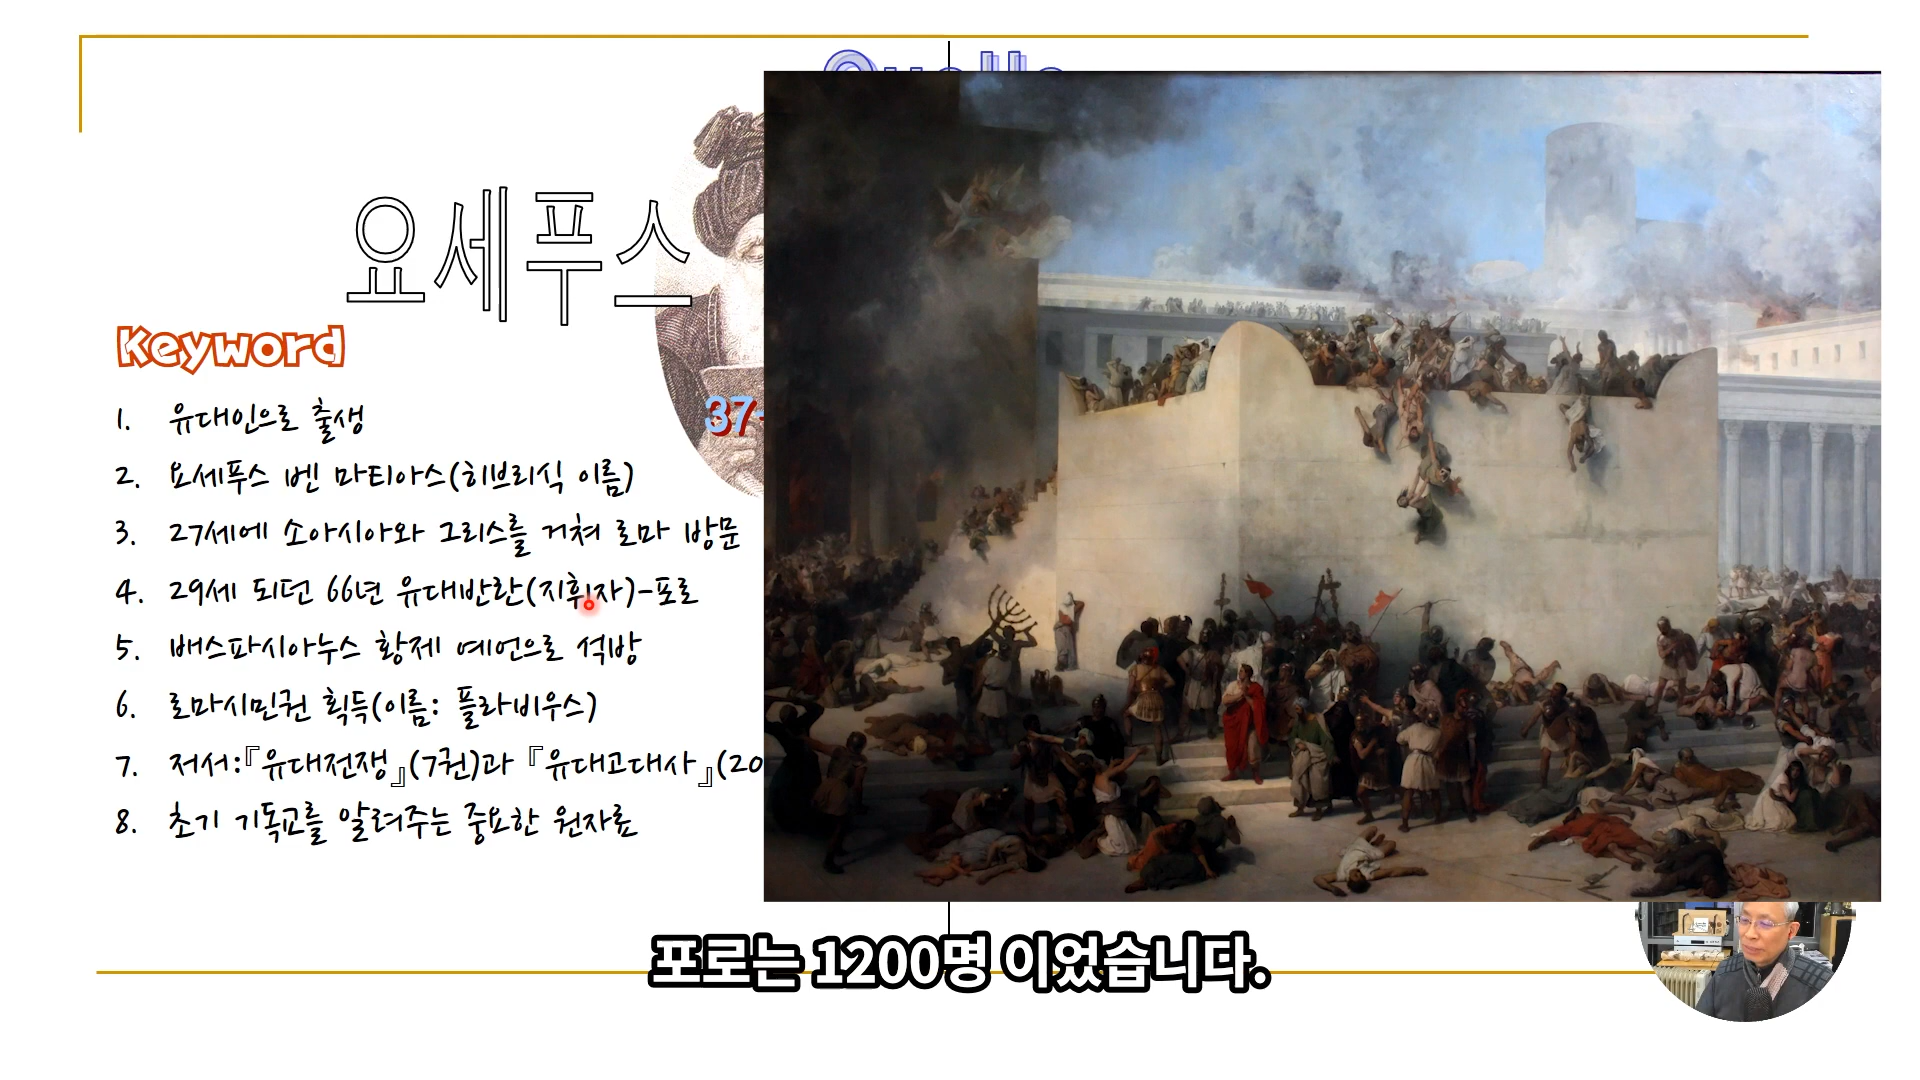 요세푸스
Keyword
37-
1. 유대인으로 출생
2. 요세푸스 벤 마티아스(히브리식 이름)
3. 27세에 소아시아와 그리스를 거쳐 로마 방문
4. 29세 되던 66년 유대반란(지휘자)-포로
5. 배스파시아누스 황제 예언으로 석방
6. 로마시민권 획득(이름: 플라비우스)
7. 저서:『유대전쟁』(7권)과 『유대고대사』(20
8. 초기 기독교를 알려주는 중요한 원자료
포로는 1200명 이었습니다.